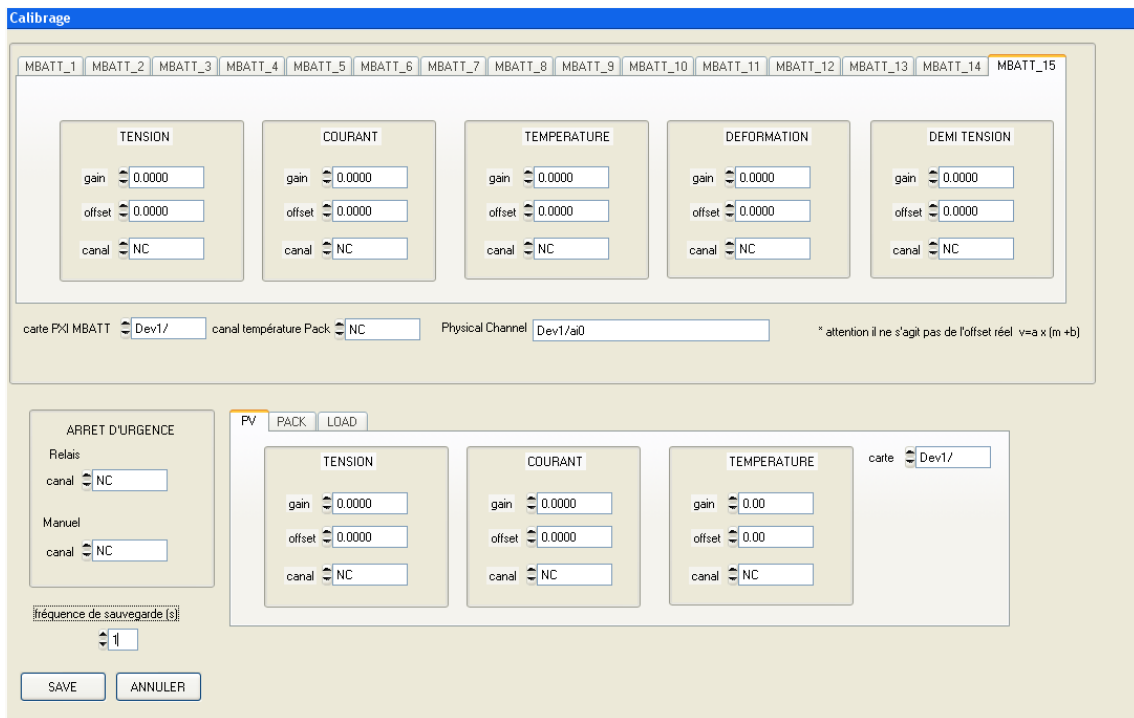 Calibrage
MBATT_1 MBATT_2 MBATT_3 MBATT_4 MBATT_5 MBATT_6 MBATT_7 MBATT_8 MBATT_9 MBATT_10 MBATT_11 MBATT_12 MBATT_13 MBATT_14 MBATT_15
TENSION COURANT TEMPERATURE DEFORMATION DEMI TENSION
gain 0.0000 gain 0.0000 gain 0.0000 gain 0.0000 gain 0.0000
offset 0.0000 offset 0.0000 offset 0.0000 offset 0.0000 offset 0.0000
canal NC canal NC canal NC canal NC canal NC
carte PXI MBATT Dev1/ canal température Pack NC Physical Channel Dev1/ai0 * attention il ne s'agit pas de l'offset réel v=a x (m +b)
ARRET D'URGENCE
Relais
canal NC
Manuel
canal NC
PV PACK LOAD
TENSION COURANT TEMPERATURE carte Dev1/
gain 0.0000 gain 0.0000 gain 0.00
offset 0.0000 offset 0.0000 offset 0.00
canal NC canal NC canal NC
fréquence de sauvegarde (s)
1
SAVE ANNULER